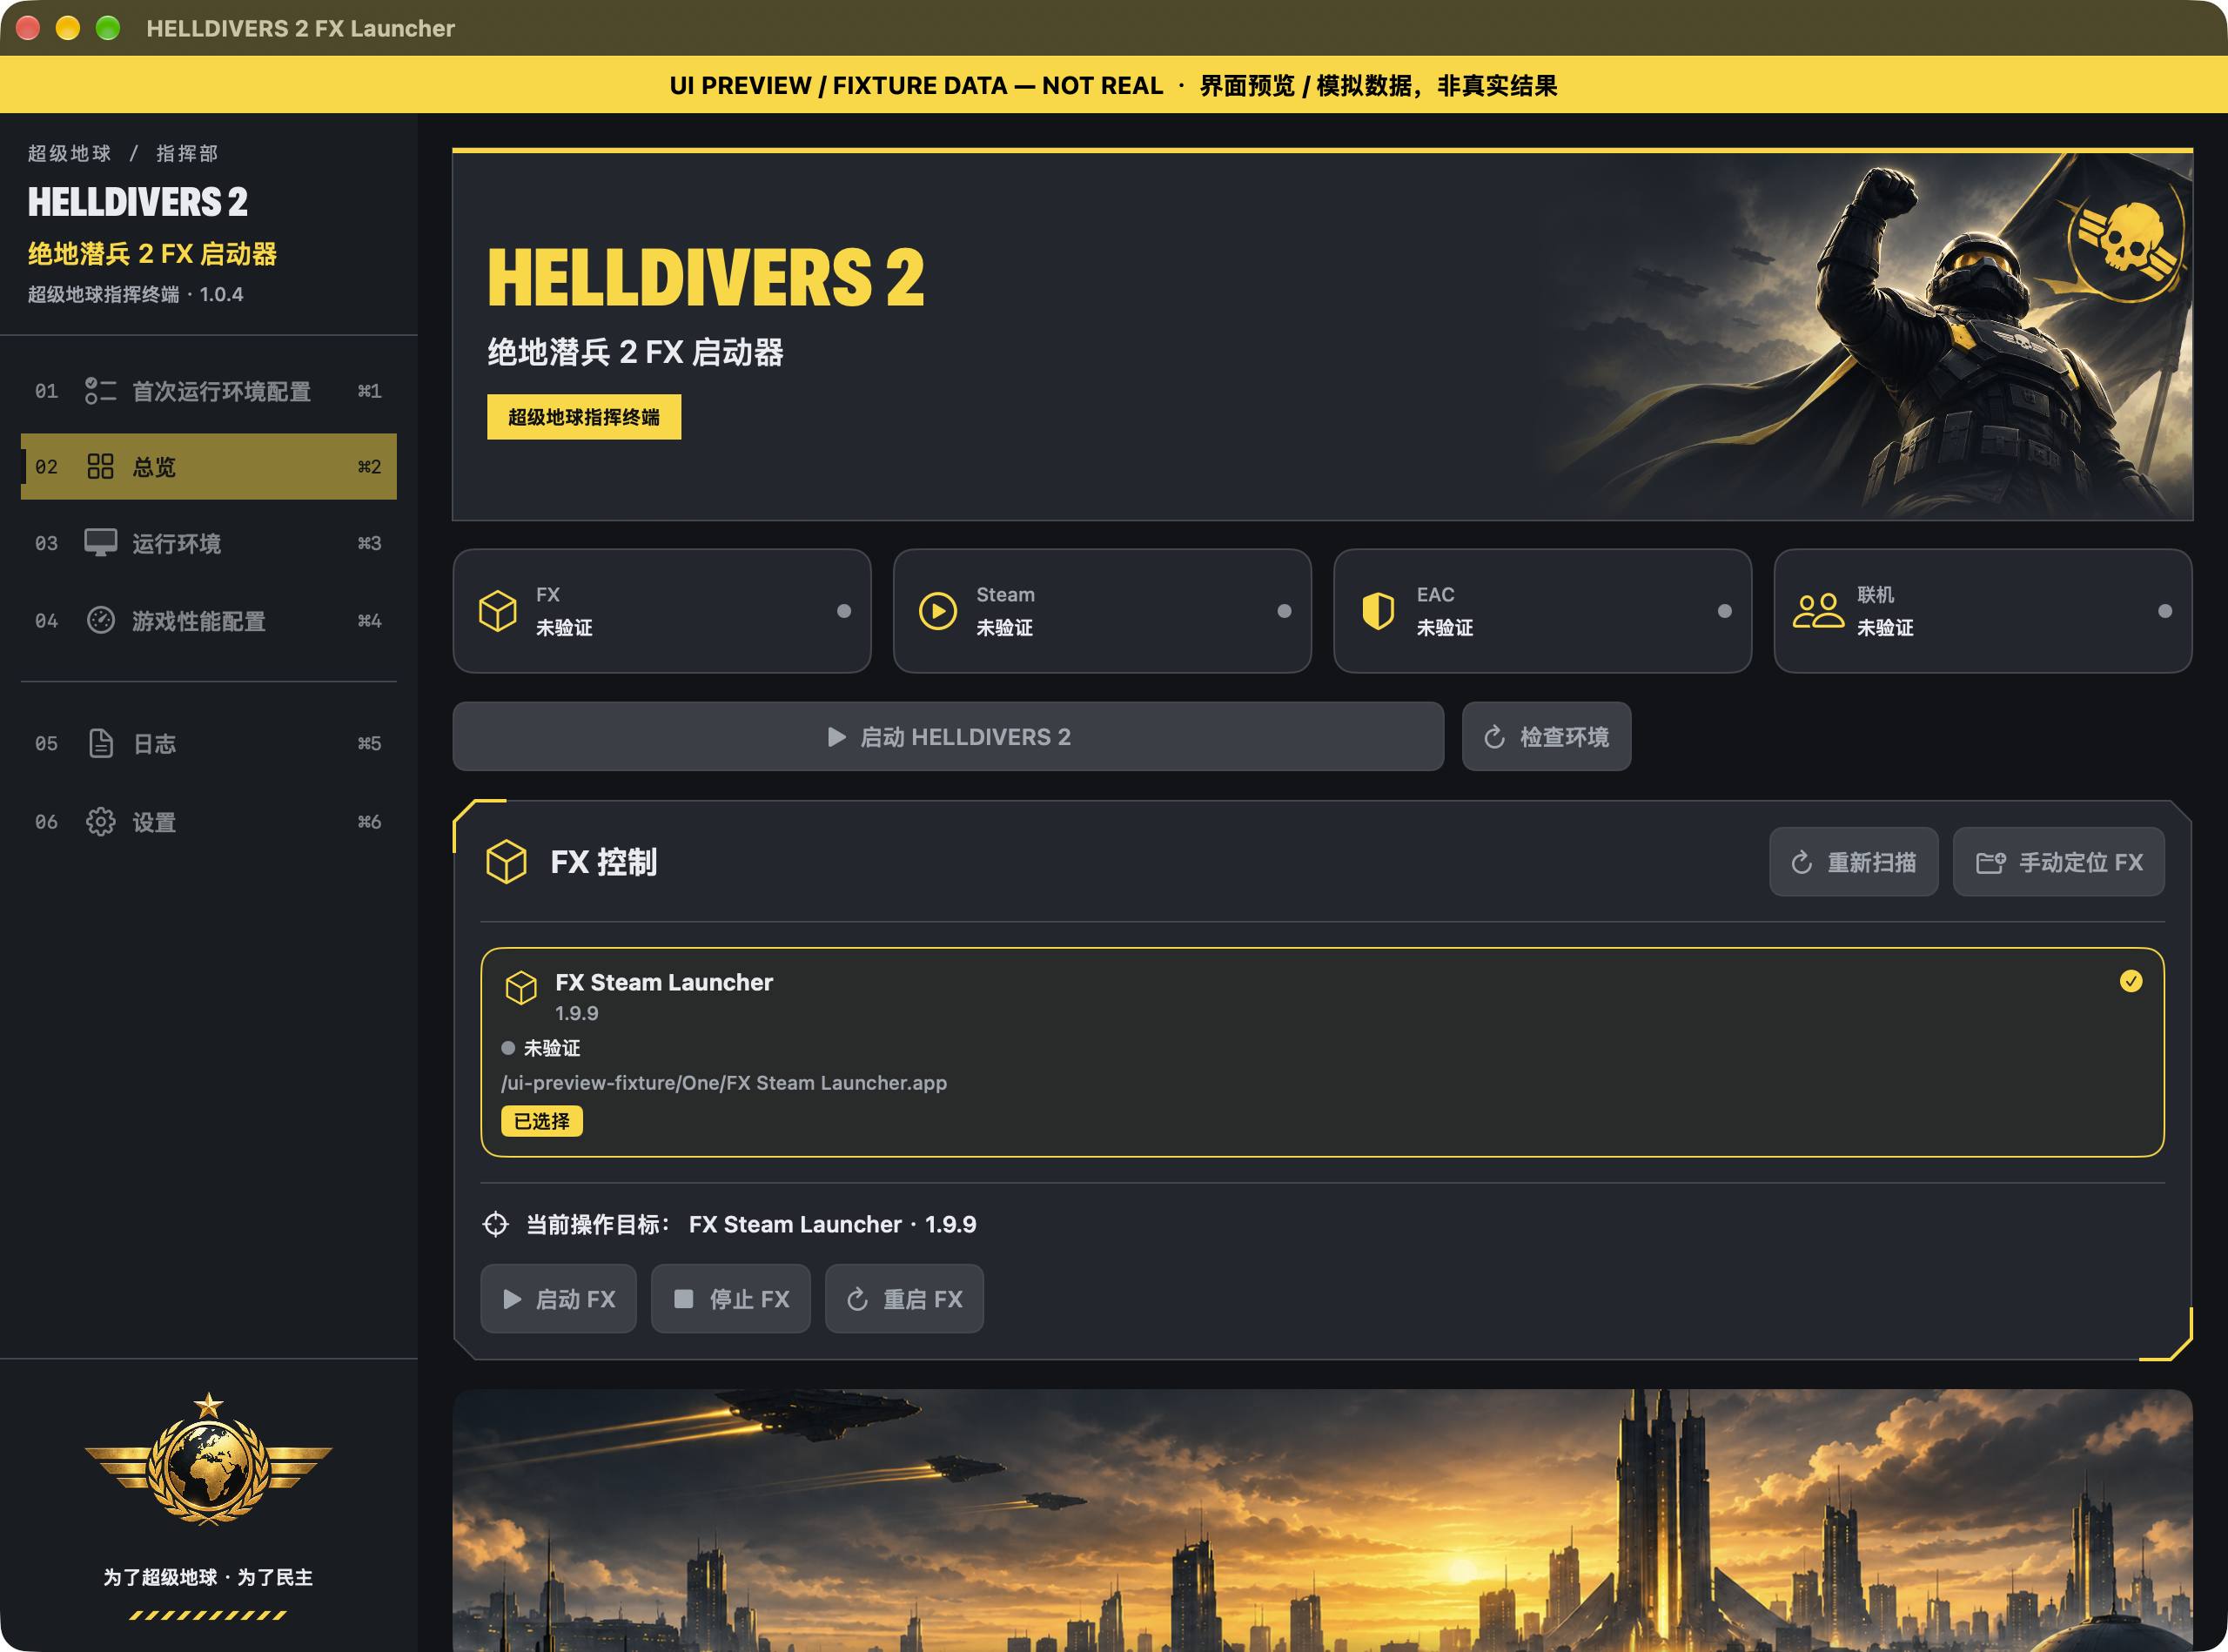 HELLDIVERS 2 FX Launcher
UI PREVIEW / FIXTURE DATA — NOT REAL · 界面预览 / 模拟数据，非真实结果
超级地球 / 指挥部
HELLDIVERS 2
绝地潜兵 2 FX 启动器
超级地球指挥终端 · 1.0.4
01 首次运行环境配置 ⌘1
02 总览 ⌘2
03 运行环境 ⌘3
04 游戏性能配置 ⌘4
05 日志 ⌘5
06 设置 ⌘6
为了超级地球 · 为了民主
HELLDIVERS 2
绝地潜兵 2 FX 启动器
超级地球指挥终端
FX
未验证
Steam
未验证
EAC
未验证
联机
未验证
启动 HELLDIVERS 2
检查环境
FX 控制
重新扫描
手动定位 FX
FX Steam Launcher
1.9.9
未验证
/ui-preview-fixture/One/FX Steam Launcher.app
已选择
当前操作目标： FX Steam Launcher · 1.9.9
启动 FX
停止 FX
重启 FX